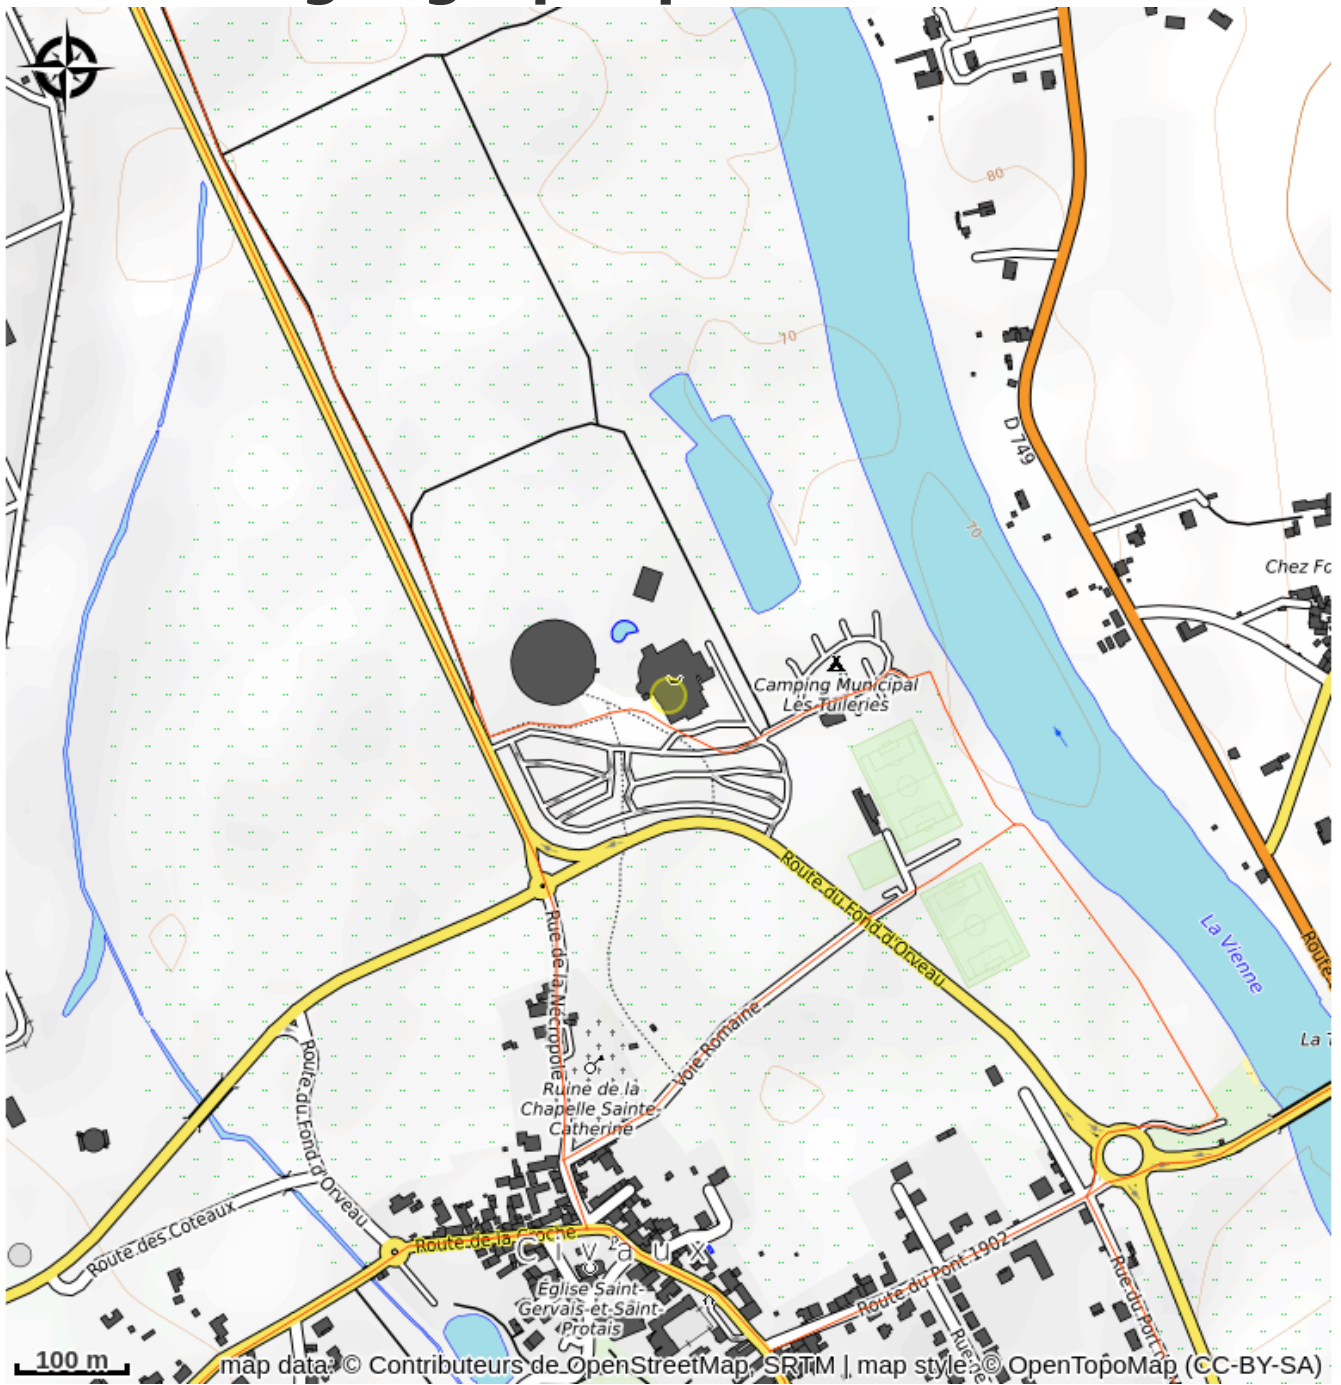 80
70
D 749
70
Chez Fo
Camping Municipal
Les Tuileries
Route du Fond d'Orveau
La Vienne
Route
Rue de la Nécropole
Voie Romaine
La
Route du Fond d'Orveau
Ruine de la
Chapelle Sainte-
Catherine
Route des Coteaux
Route de la Croche
Civaux
Route du Pont 1902
Rue du Port
Église Saint-
Gervais-et-Saint-
Protais
Rue
100 m
map data: © Contributeurs de OpenStreetMap, SRTM | map style: © OpenTopoMap (CC-BY-SA)